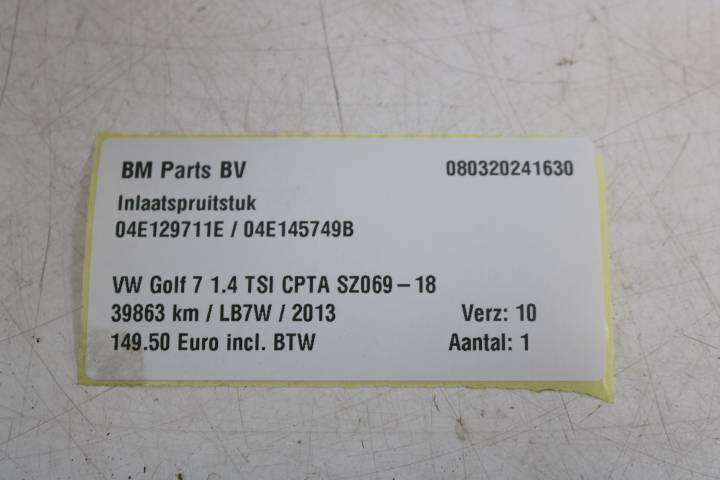 BM Parts BV 080320241630
Inlaatspruitstuk
04E129711E / 04E145749B
VW Golf 7 1.4 TSI CPTA SZ069-18
39863 km / LB7W / 2013 Verz: 10
149.50 Euro incl. BTW Aantal: 1